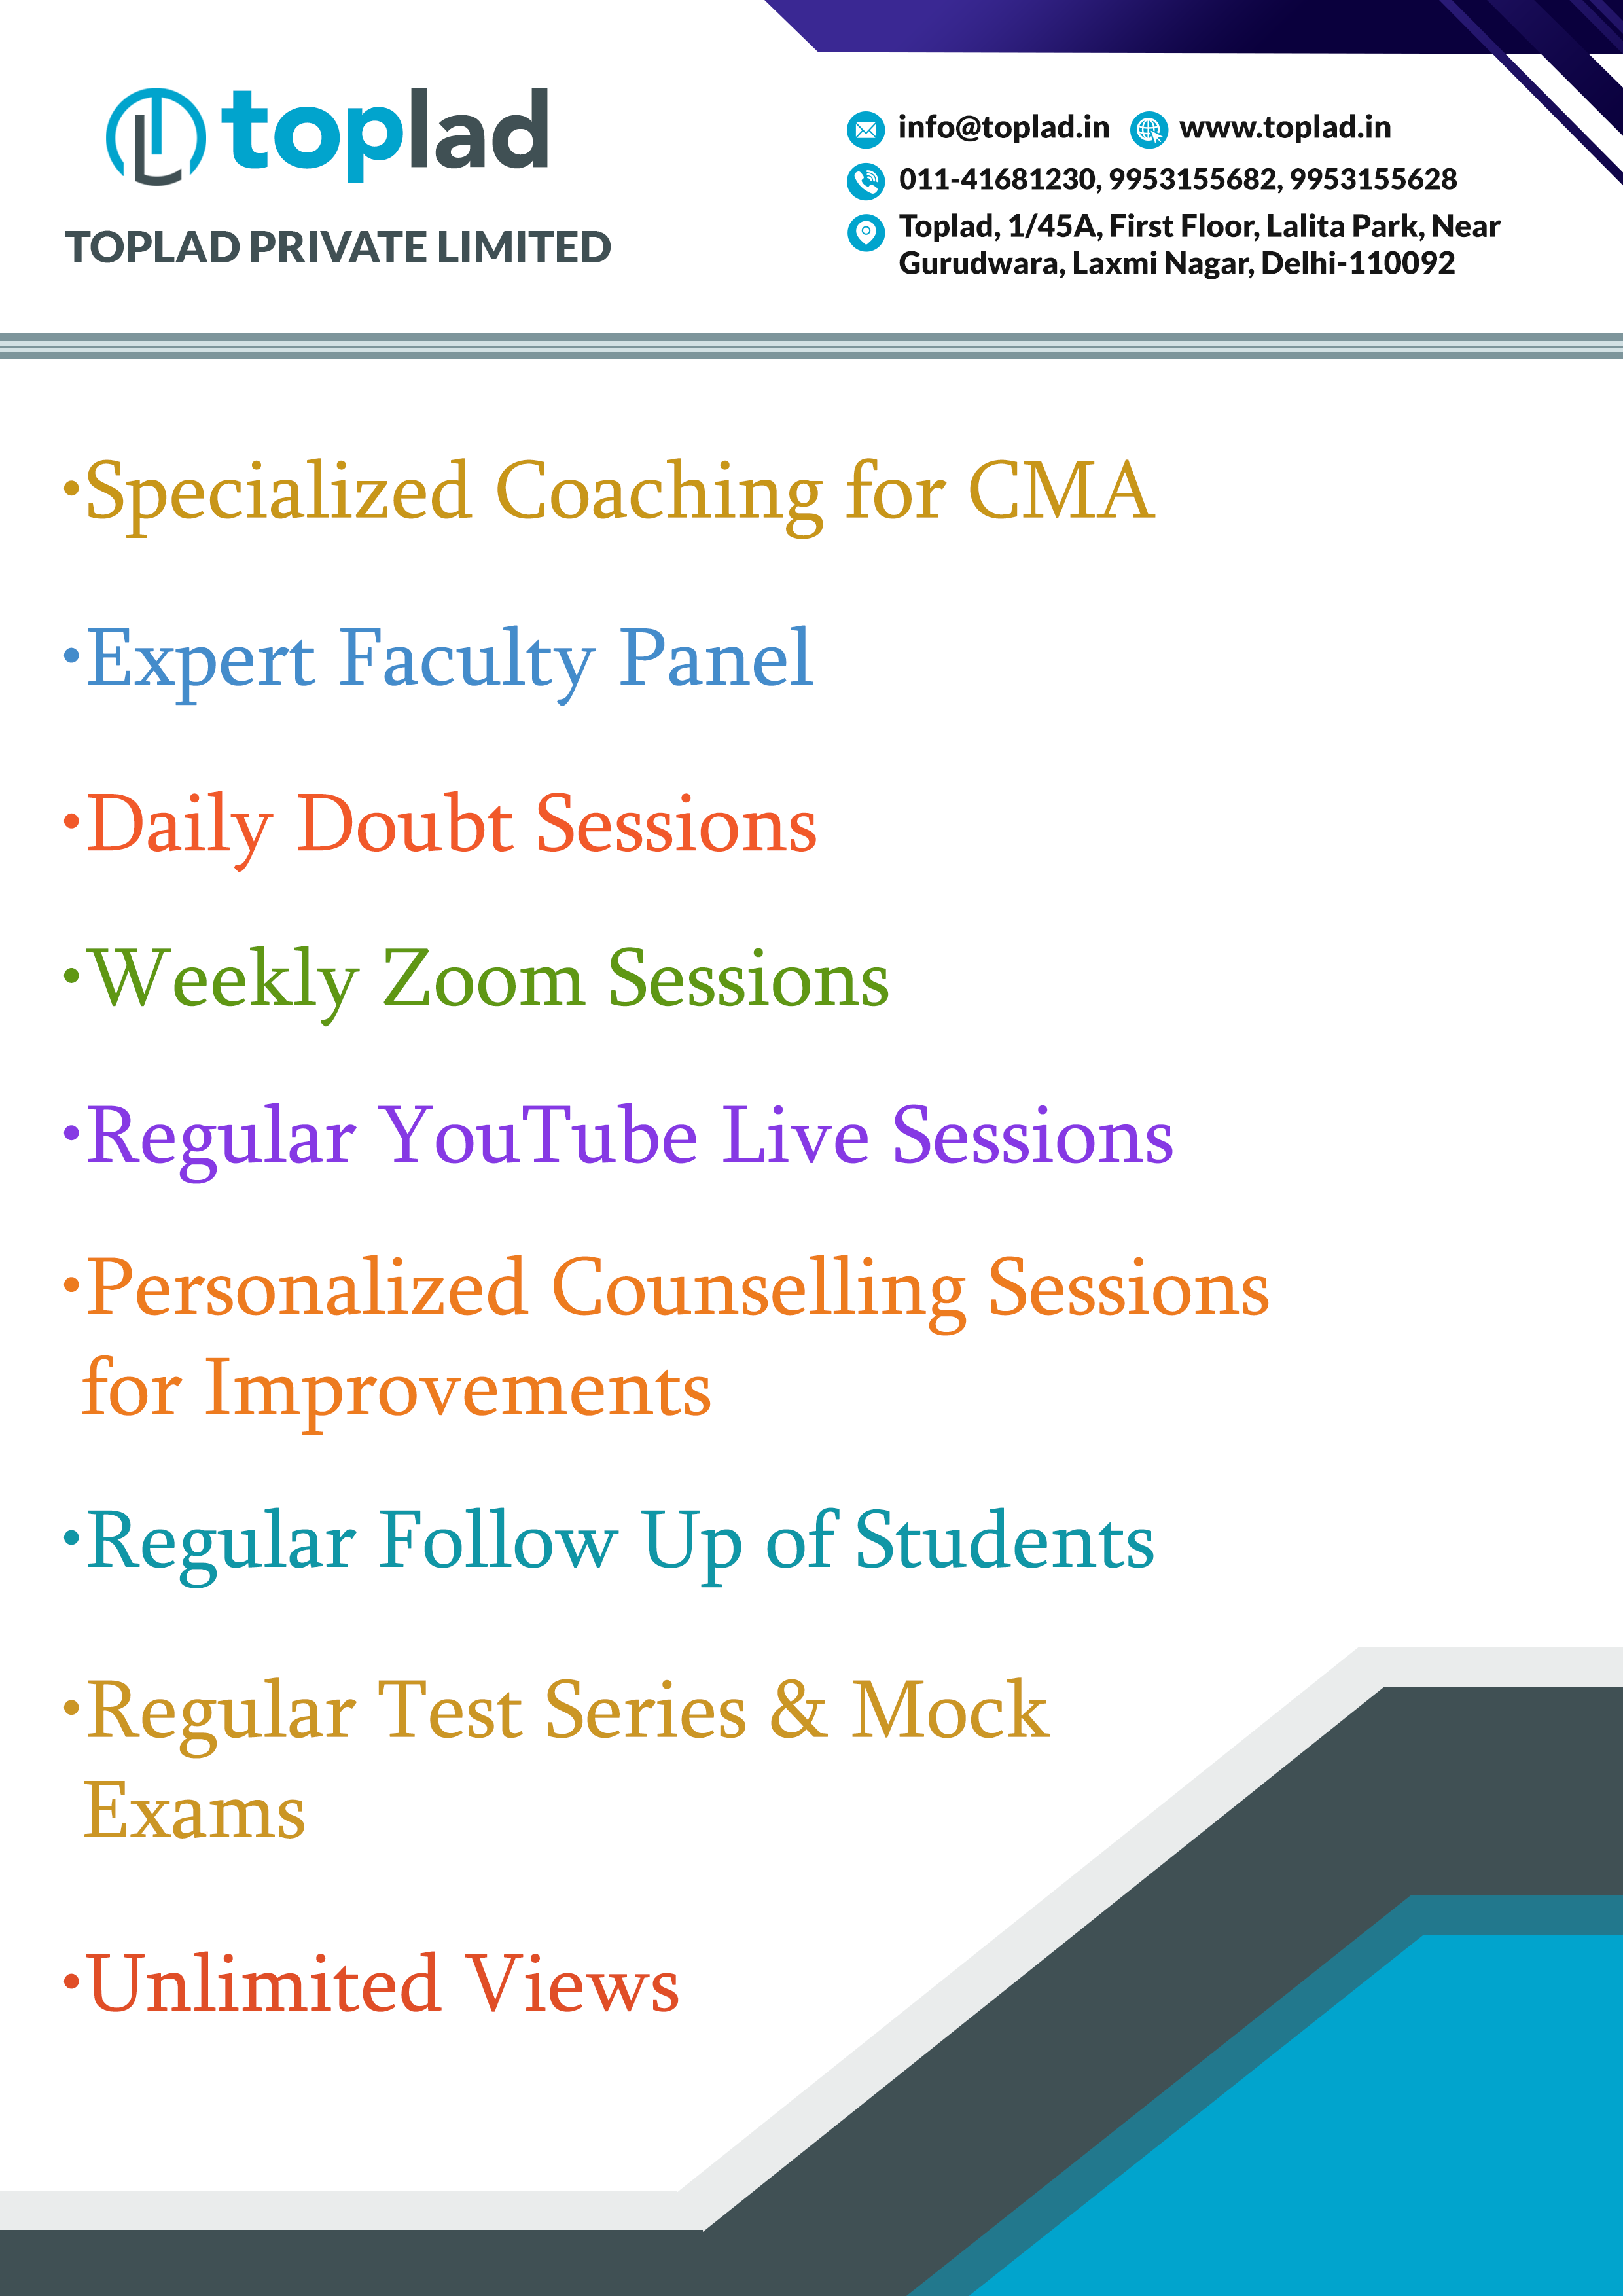 toplad
TOPLAD PRIVATE LIMITED
info@toplad.in www.toplad.in
011-41681230, 9953155682, 9953155628
Toplad, 1/45A, First Floor, Lalita Park, Near
Gurudwara, Laxmi Nagar, Delhi-110092
•Specialized Coaching for CMA
•Expert Faculty Panel
•Daily Doubt Sessions
•Weekly Zoom Sessions
•Regular YouTube Live Sessions
•Personalized Counselling Sessions
for Improvements
•Regular Follow Up of Students
•Regular Test Series & Mock
Exams
•Unlimited Views